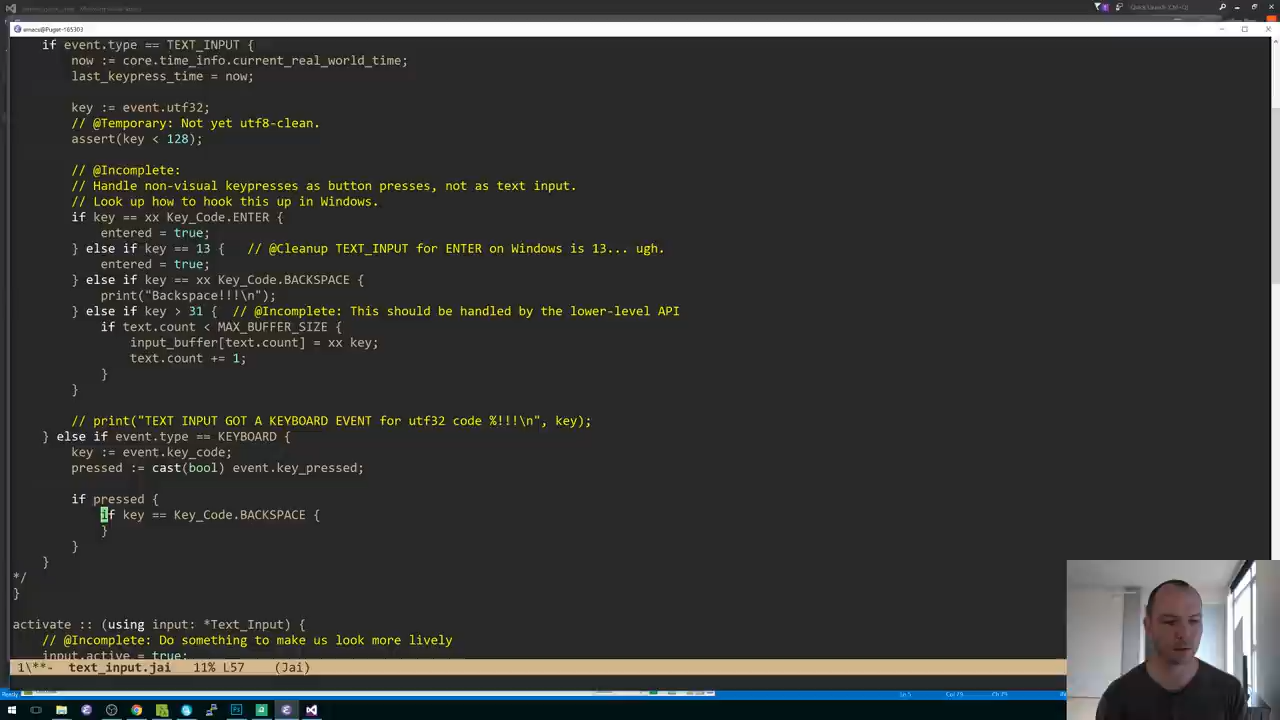 emacs@Puget-165303
if event.type == TEXT_INPUT {
now := core.time_info.current_real_world_time;
last_keypress_time = now;
key := event.utf32;
// @Temporary: Not yet utf8-clean.
assert(key < 128);
// @Incomplete:
// Handle non-visual keypresses as button presses, not as text input.
// Look up how to hook this up in Windows.
if key == xx Key_Code.ENTER {
entered = true;
} else if key == 13 {   // @Cleanup TEXT_INPUT for ENTER on Windows is 13... ugh.
entered = true;
} else if key == xx Key_Code.BACKSPACE {
print("Backspace!!!\n");
} else if key > 31 {  // @Incomplete: This should be handled by the lower-level API
if text.count < MAX_BUFFER_SIZE {
input_buffer[text.count] = xx key;
text.count += 1;
}
}
// print("TEXT INPUT GOT A KEYBOARD EVENT for utf32 code %!!!\n", key);
} else if event.type == KEYBOARD {
key := event.key_code;
pressed := cast(bool) event.key_pressed;
if pressed {
if key == Key_Code.BACKSPACE {
}
}
}
*/
}
activate :: (using input: *Text_Input) {
// @Incomplete: Do something to make us look more lively
input.active = true;
1\**-  text_input.jai   11% L57    (Jai)